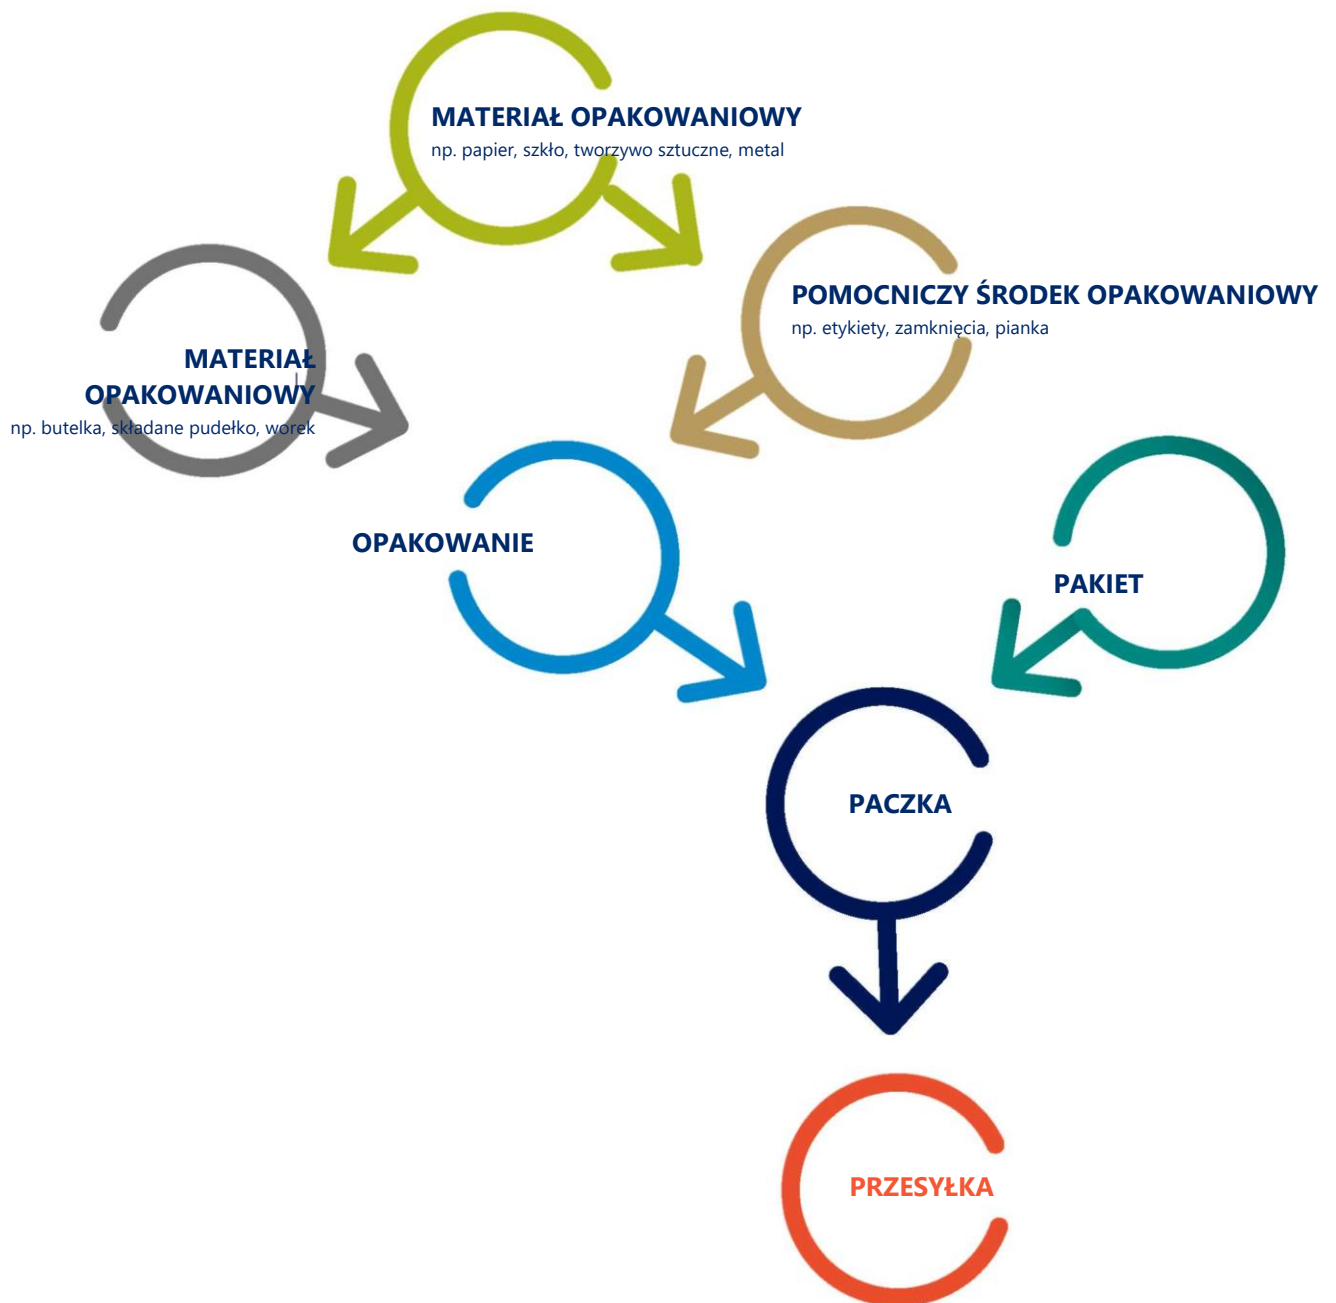 MATERIAŁ OPAKOWANIOWY
np. papier, szkło, tworzywo sztuczne, metal
POMOCNICZY ŚRODEK OPAKOWANIOWY
np. etykiety, zamknięcia, pianka
MATERIAŁ
OPAKOWANIOWY
np. butelka, składane pudełko, worek
OPAKOWANIE
PAKIET
PACZKA
PRZESYŁKA